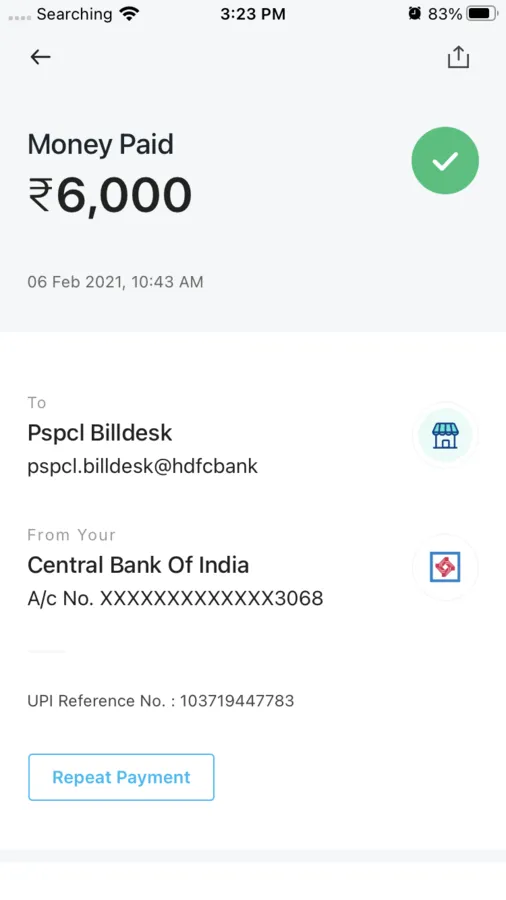 Searching 3:23 PM 83%
Money Paid
₹6,000
06 Feb 2021, 10:43 AM
To
Pspcl Billdesk
pspcl.billdesk@hdfcbank
From Your
Central Bank Of India
A/c No. XXXXXXXXXXXXX3068
UPI Reference No. : 103719447783
Repeat Payment